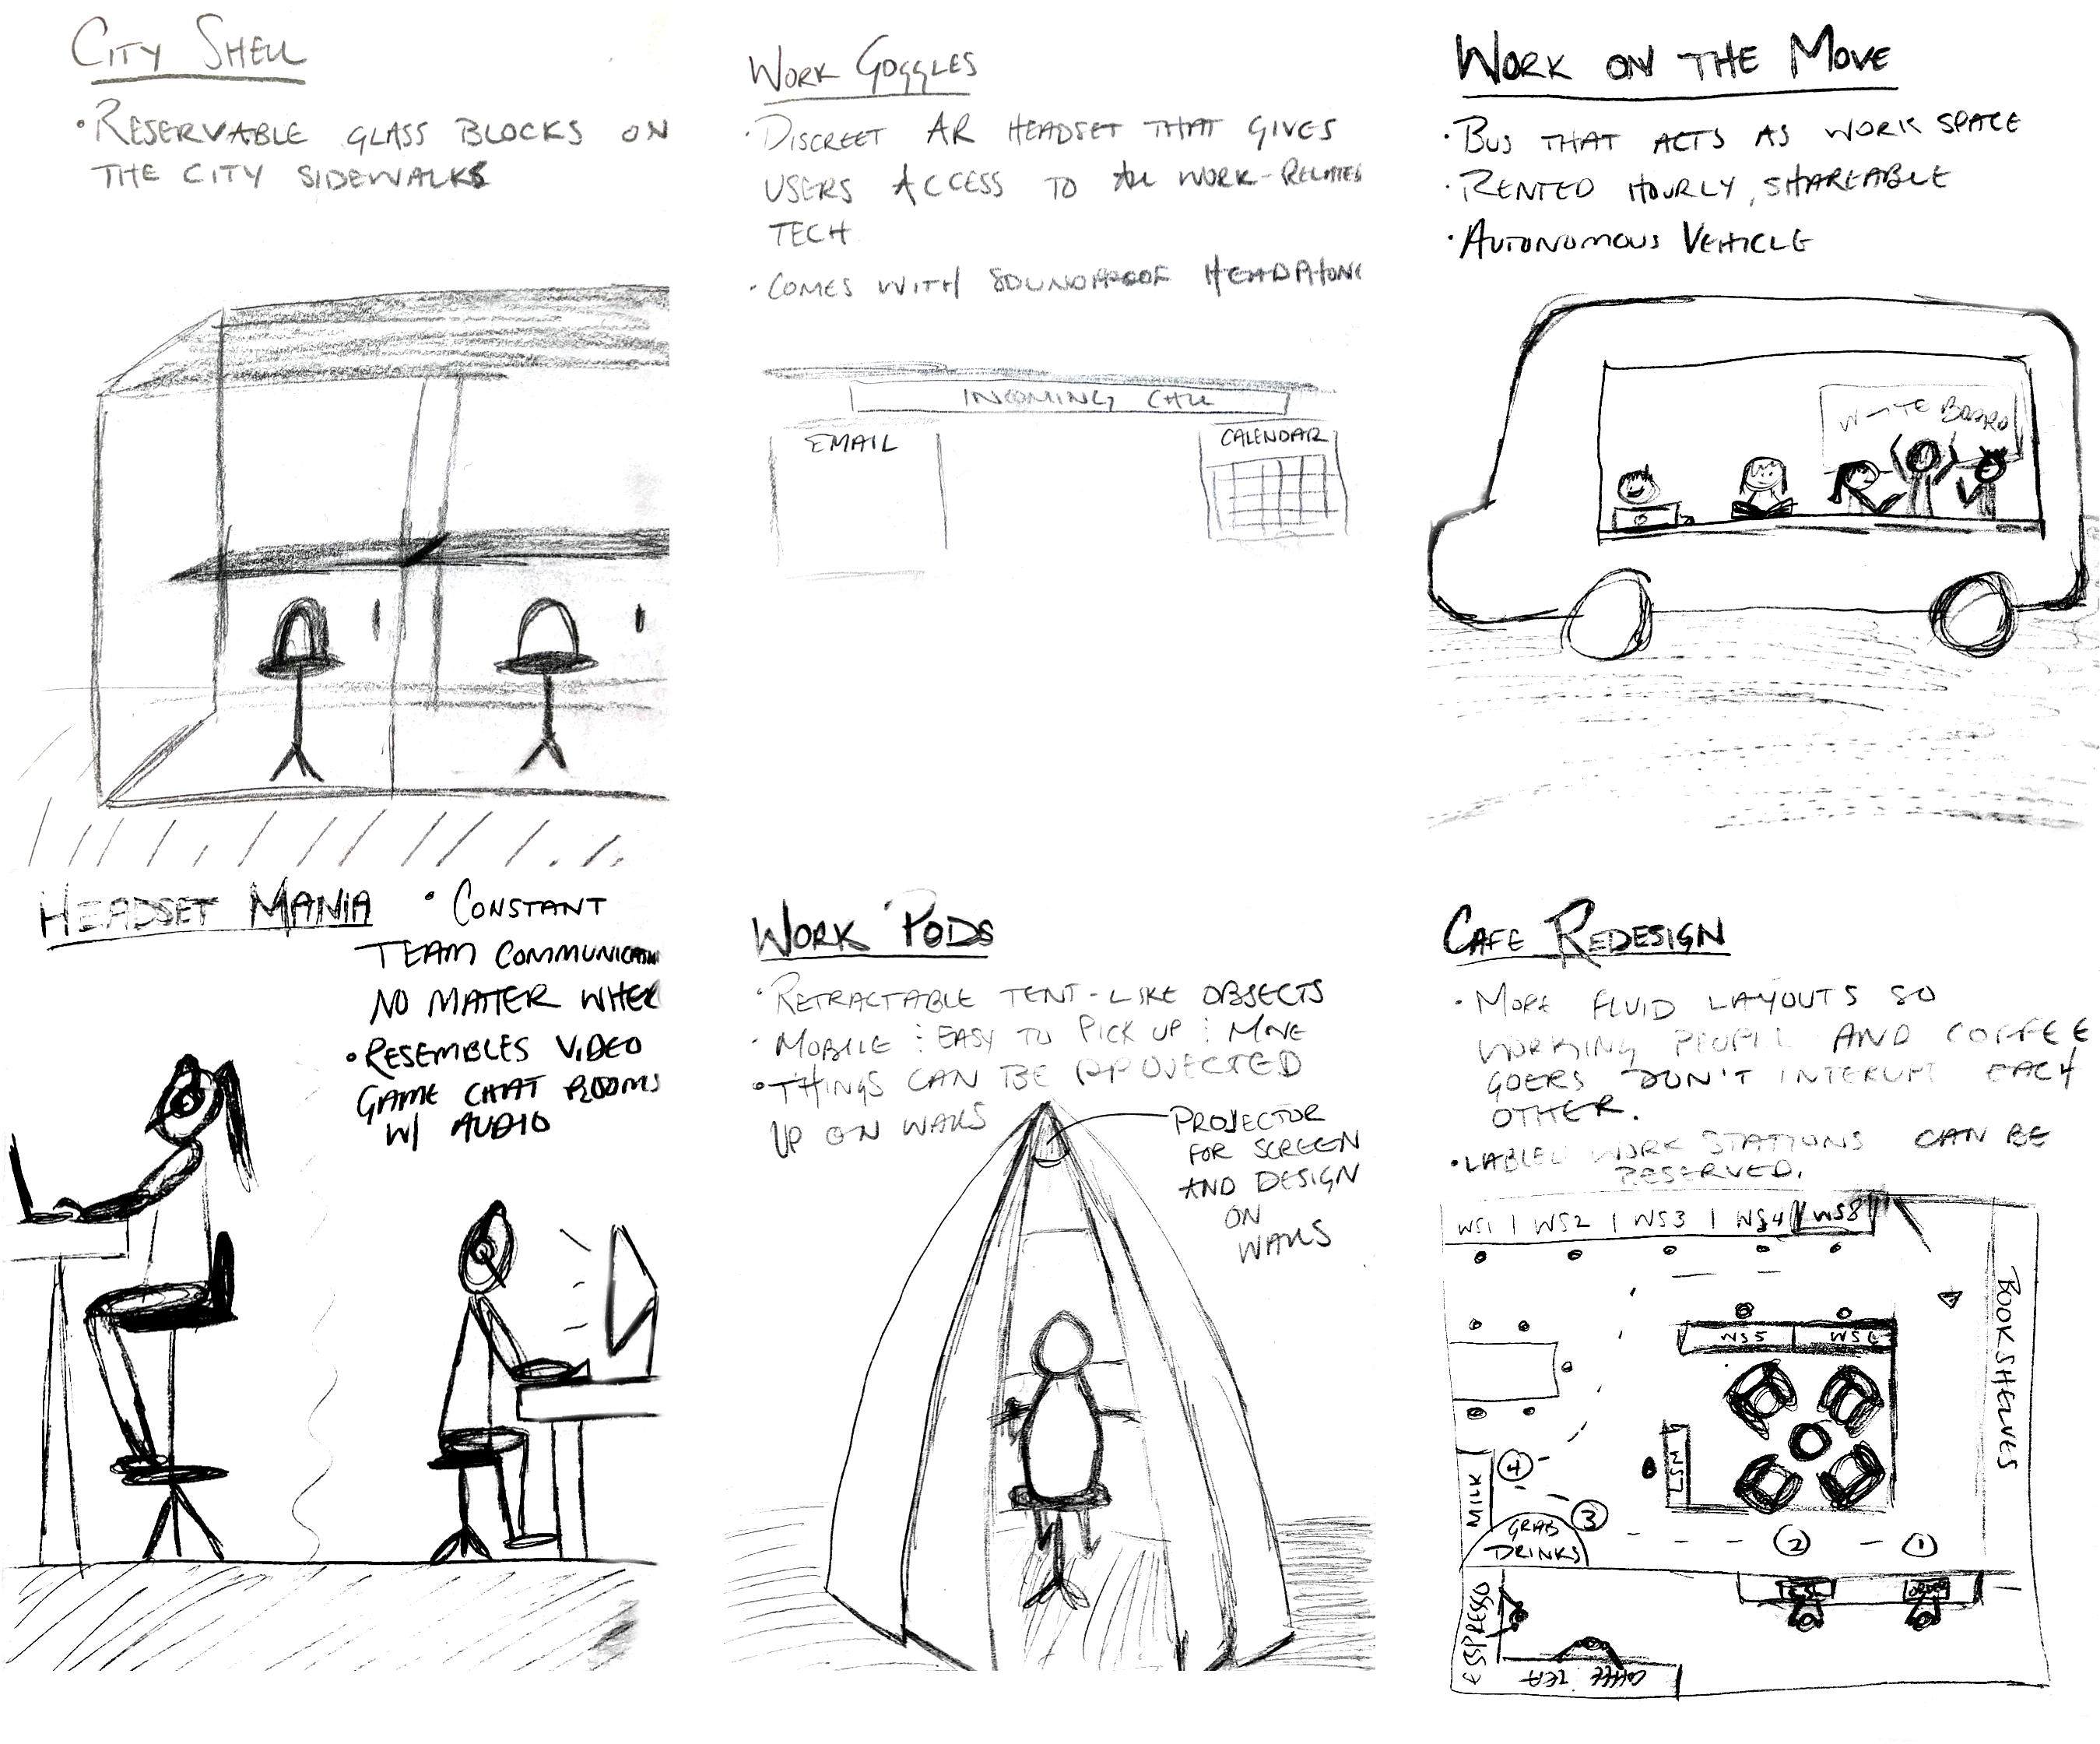 CITY SHELL
• RESERVABLE GLASS BLOCKS ON
THE CITY SIDEWALKS
WORK GOGGLES
• DISCREET AR HEADSET THAT GIVES
USERS ACCESS TO ALL WORK-RELATED
TECH
• COMES WITH SOUNDPROOF HEADPHONE
INCOMING CALL
EMAIL
CALENDAR
WORK ON THE MOVE
• BUS THAT ACTS AS WORK SPACE
• RENTED HOURLY, SHAREABLE
• AUTONOMOUS VEHICLE
WHITE BOARD
HEADSET MANIA
• CONSTANT
TEAM COMMUNICATION
NO MATTER WHER
• RESEMBLES VIDEO
GAME CHAT ROOMS
W/ AUDIO
WORK PODS
• RETRACTABLE TENT-LIKE OBJECTS
• MOBILE & EASY TO PICK UP & MOVE
• THINGS CAN BE PROJECTED
UP ON WALLS
PROJECTOR
FOR SCREEN
AND DESIGN
ON
WALLS
CAFE REDESIGN
• MORE FLUID LAYOUTS SO
WORKING PEOPLE AND COFFEE
GOERS DON'T INTERUPT EACH
OTHER.
• LABLED WORK STATIONS CAN BE
RESERVED.
WS1 | WS2 | WS3 | WS4 WS8
BOOKSHELVES
WS5 WS6
WS7
MILK
4
3
GRAB
DRINKS
2
1
ORDER
ESPRESSO
COFFEE TEA